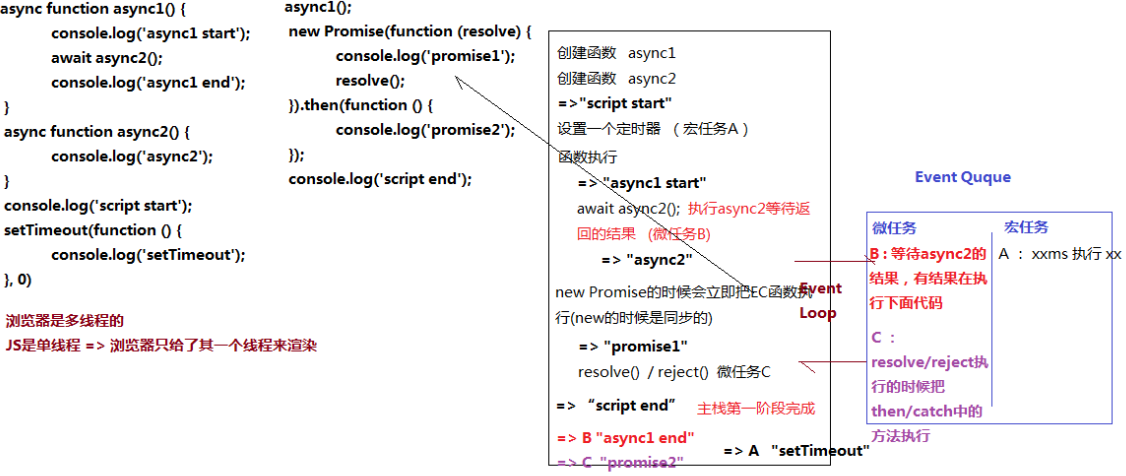 async function async1() {
console.log('async1 start');
await async2();
console.log('async1 end');
}
async function async2() {
console.log('async2');
}
console.log('script start');
setTimeout(function () {
console.log('setTimeout');
}, 0)
浏览器是多线程的
JS是单线程 => 浏览器只给了其一个线程来渲染
async1();
new Promise(function (resolve) {
console.log('promise1');
resolve();
}).then(function () {
console.log('promise2');
});
console.log('script end');
创建函数 async1
创建函数 async2
=>"script start"
设置一个定时器 （宏任务A）
函数执行
=> "async1 start"
await async2(); 执行async2等待返
回的结果 (微任务B)
=> "async2"
new Promise的时候会立即把EC函数执
行(new的时候是同步的)
=> "promise1"
resolve() / reject() 微任务C
=> “script end” 主栈第一阶段完成
=> B "async1 end"
=> C "promise2"
=> A "setTimeout"
Event
Loop
Event Quque
微任务
B : 等待async2的
结果，有结果在执
行下面代码
C ：
resolve/reject执
行的时候把
then/catch中的
方法执行
宏任务
A ： xxms 执行 xx